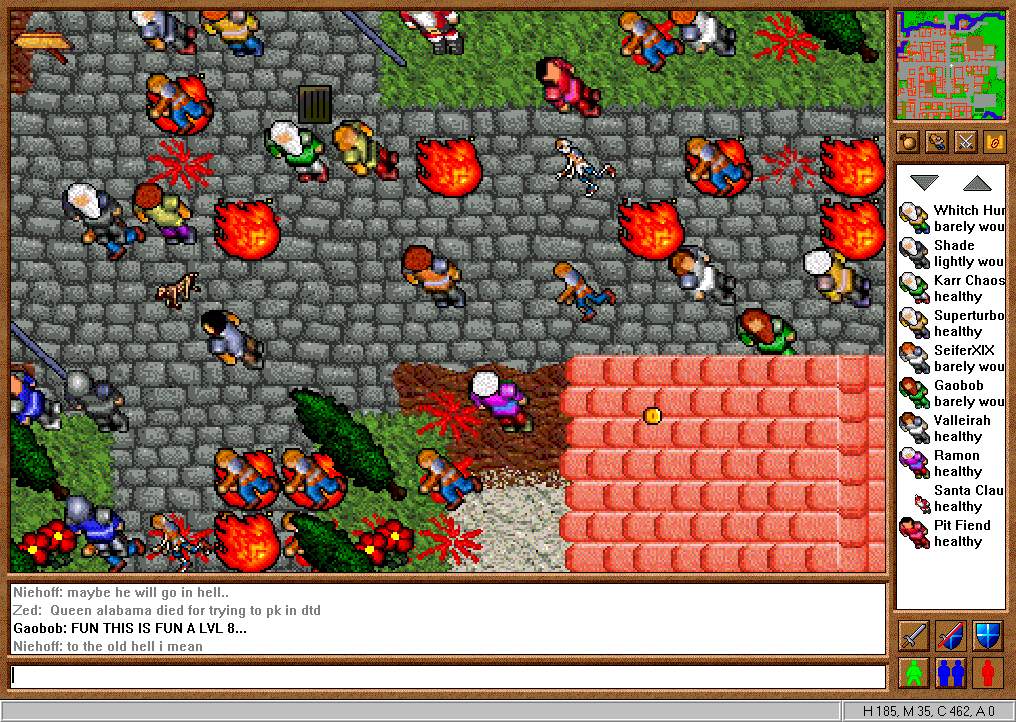 Whitch Hur
barely wou
Shade
lightly wou
Karr Chaos
healthy
Superturbo
healthy
SeiferXIX
barely wou
Gaobob
barely wou
Valleirah
healthy
Ramon
healthy
Santa Clau
healthy
Pit Fiend
healthy
Niehoff: maybe he will go in hell..
Zed:  Queen alabama died for trying to pk in dtd
Gaobob: FUN THIS IS FUN A LVL 8...
Niehoff: to the old hell i mean
H 185, M 35, C 462, A 0